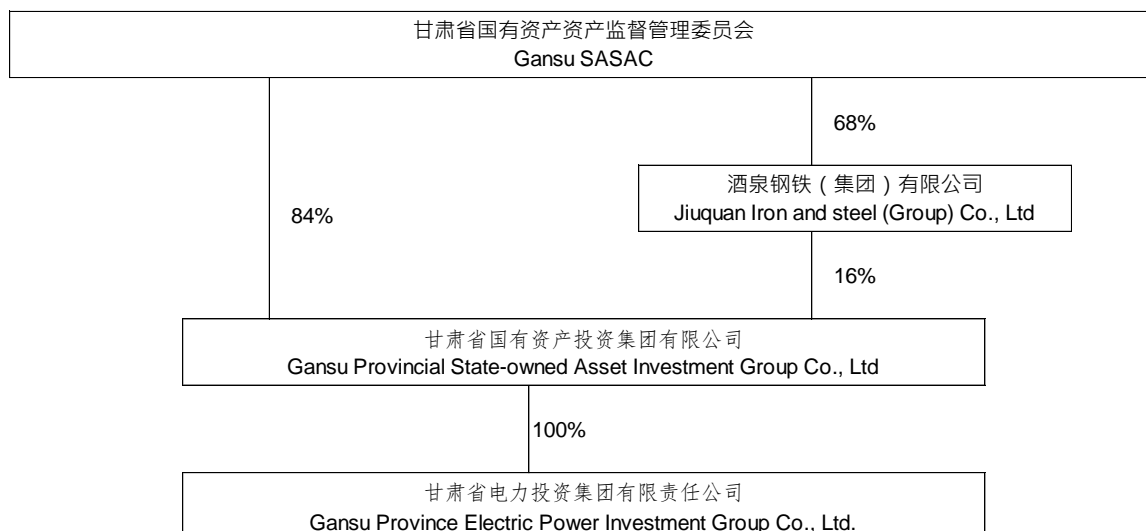 甘肃省国有资产资产监督管理委员会
Gansu SASAC
68%
酒泉钢铁（集团）有限公司
Jiuquan Iron and steel (Group) Co., Ltd
84%
16%
甘肃省国有资产投资集团有限公司
Gansu Provincial State-owned Asset Investment Group Co., Ltd
100%
甘肃省电力投资集团有限责任公司
Gansu Province Electric Power Investment Group Co., Ltd.